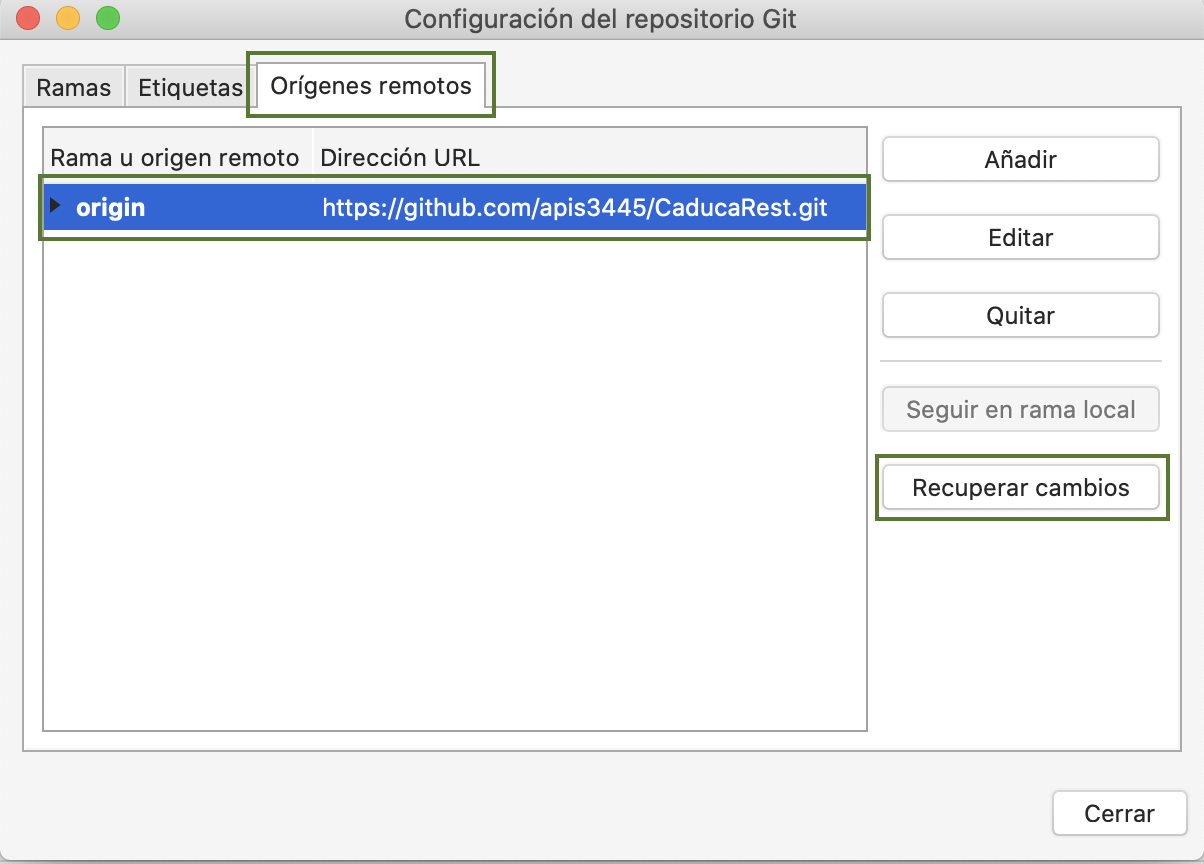 Configuración del repositorio Git
Ramas Etiquetas Orígenes remotos
Rama u origen remoto Dirección URL
origin https://github.com/apis3445/CaducaRest.git
Añadir
Editar
Quitar
Seguir en rama local
Recuperar cambios
Cerrar